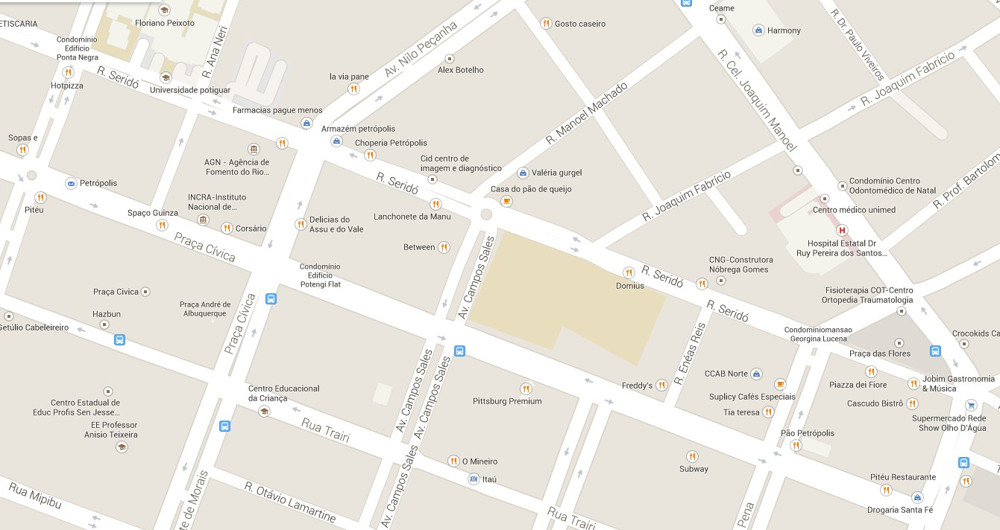 Ceame
ETISCARIA
Floriano Peixoto
Gosto caseiro
Harmony
R. Dr. Paulo Viveiros
Condomínio
Edifício
Ponta Negra
R. Ana Neri
Av. Nilo Peçanha
Alex Botelho
R. Cel. Joaquim Manoel
R. Joaquim Fabrício
Hotpizza
R. Seridó
Universidade potiguar
la via pane
R. Manoel Machado
Farmacias pague menos
Armazém petrópolis
Choperia Petrópolis
Sopas e
AGN - Agência de
Fomento do Rio...
Cid centro de
imagem e diagnóstico
Valéria gurgel
R. Seridó
Casa do pão de queijo
R. Joaquim Fabrício
Condomínio Centro
Odontomédico de Natal
R. Prof. Bartolom
Petrópolis
Pitéu
INCRA-Instituto
Nacional de...
Spaço Guinza
Corsário
Delicias do
Assu e do Vale
Lanchonete da Manu
Centro médico unimed
Praça Cívica
Between
Av. Campos Sales
Hospital Estatal Dr
Ruy Pereira dos Santos...
Condomínio
Edifício
Potengi Flat
CNG-Construtora
Nóbrega Gomes
Domius
R. Seridó
Praça Civica
Fisioterapia COT-Centro
Ortopedia Traumatologia
Praça André de
Albuquerque
R. Seridó
Hazbun
Getúlio Cabeleireiro
Praça Cívica
Condominiomansao
Georgina Lucena
Crocokids Ca
Praça das Flores
R. Enéas Reis
CCAB Norte
Freddy's
Suplicy Cafés Especiais
Piazza dei Fiore
Jobim Gastronomia
& Música
Centro Estadual de
Educ Profis Sen Jesse...
Centro Educacional
da Criança
Av. Campos Sales
Av. Campos Sales
Pittsburg Premium
Tia teresa
Cascudo Bistrô
Supermercado Rede
Show Olho D'Água
EE Professor
Anisio Teixeira
Rua Trairi
Pão Petrópolis
O Mineiro
Subway
Itaú
ATM
H
Av. Campos Sales
Pitéu Restaurante
Drogaria Santa Fé
Rua Mipibu
te de Morais
R. Otávio Lamartine
Rua Trairi
Pena